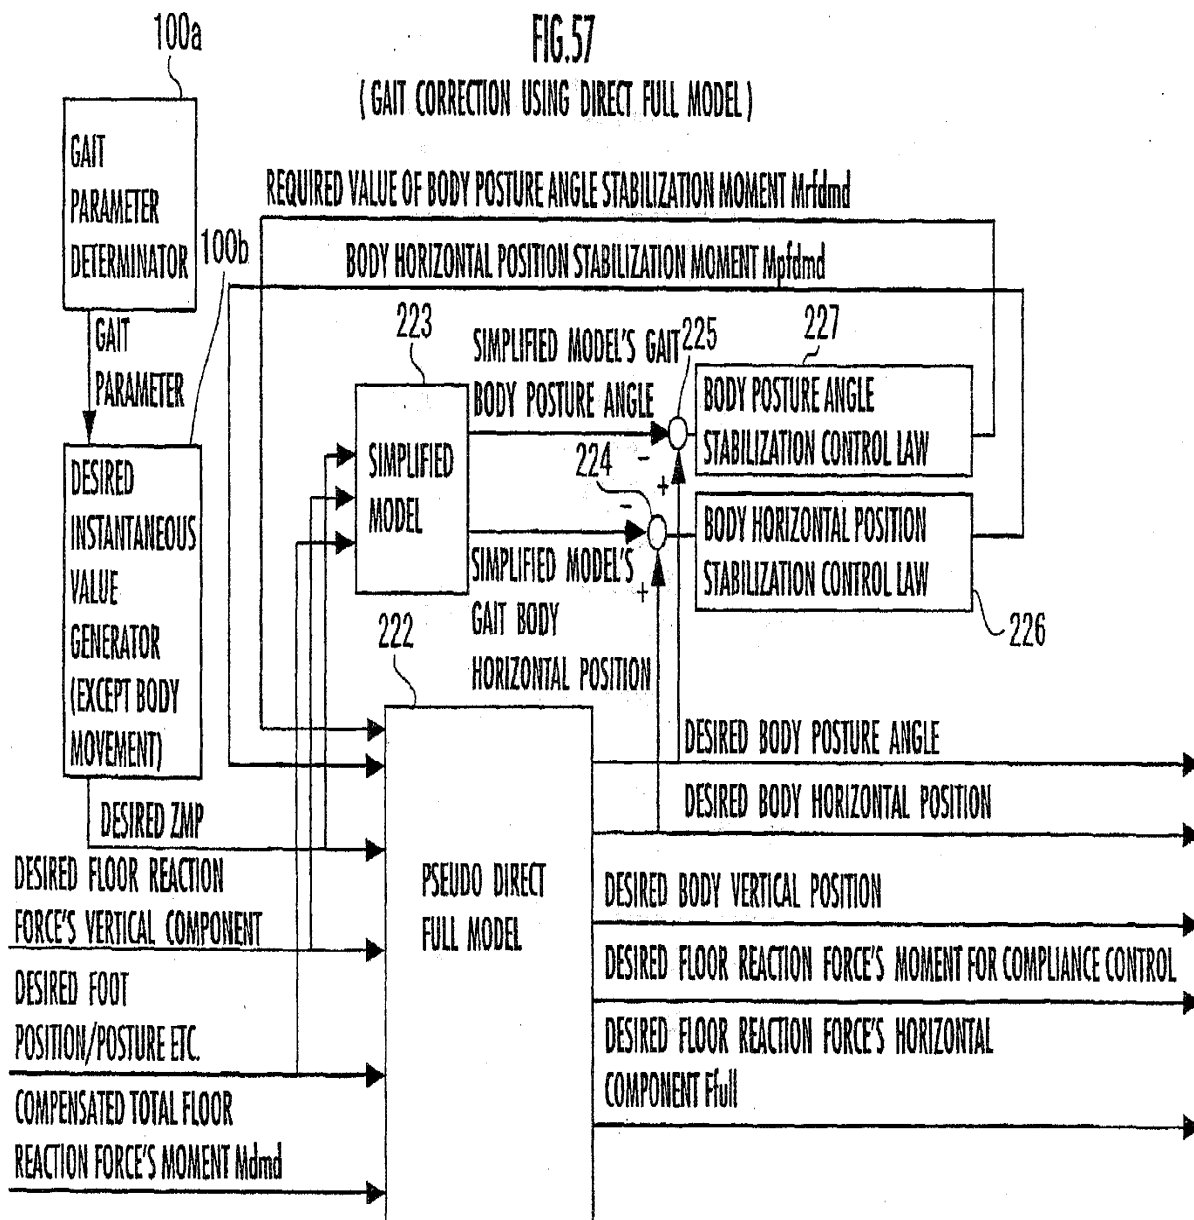 100a
FIG.57
( GAIT CORRECTION USING DIRECT FULL MODEL )
GAIT
PARAMETER
DETERMINATOR
100b
REQUIRED VALUE OF BODY POSTURE ANGLE STABILIZATION MOMENT Mrfdmd
BODY HORIZONTAL POSITION STABILIZATION MOMENT Mpfdmd
GAIT
PARAMETER
223
SIMPLIFIED MODEL'S GAIT
BODY POSTURE ANGLE
225
227
BODY POSTURE ANGLE
STABILIZATION CONTROL LAW
DESIRED
INSTANTANEOUS
VALUE
GENERATOR
(EXCEPT BODY
MOVEMENT)
SIMPLIFIED
MODEL
-
+
224
-
+
BODY HORIZONTAL POSITION
STABILIZATION CONTROL LAW
226
SIMPLIFIED MODEL'S
GAIT BODY
HORIZONTAL POSITION
222
DESIRED ZMP
DESIRED FLOOR REACTION
FORCE'S VERTICAL COMPONENT
DESIRED FOOT
POSITION/POSTURE ETC.
COMPENSATED TOTAL FLOOR
REACTION FORCE'S MOMENT Mdmd
PSEUDO DIRECT
FULL MODEL
DESIRED BODY POSTURE ANGLE
DESIRED BODY HORIZONTAL POSITION
DESIRED BODY VERTICAL POSITION
DESIRED FLOOR REACTION FORCE'S MOMENT FOR COMPLIANCE CONTROL
DESIRED FLOOR REACTION FORCE'S HORIZONTAL
COMPONENT Ffull